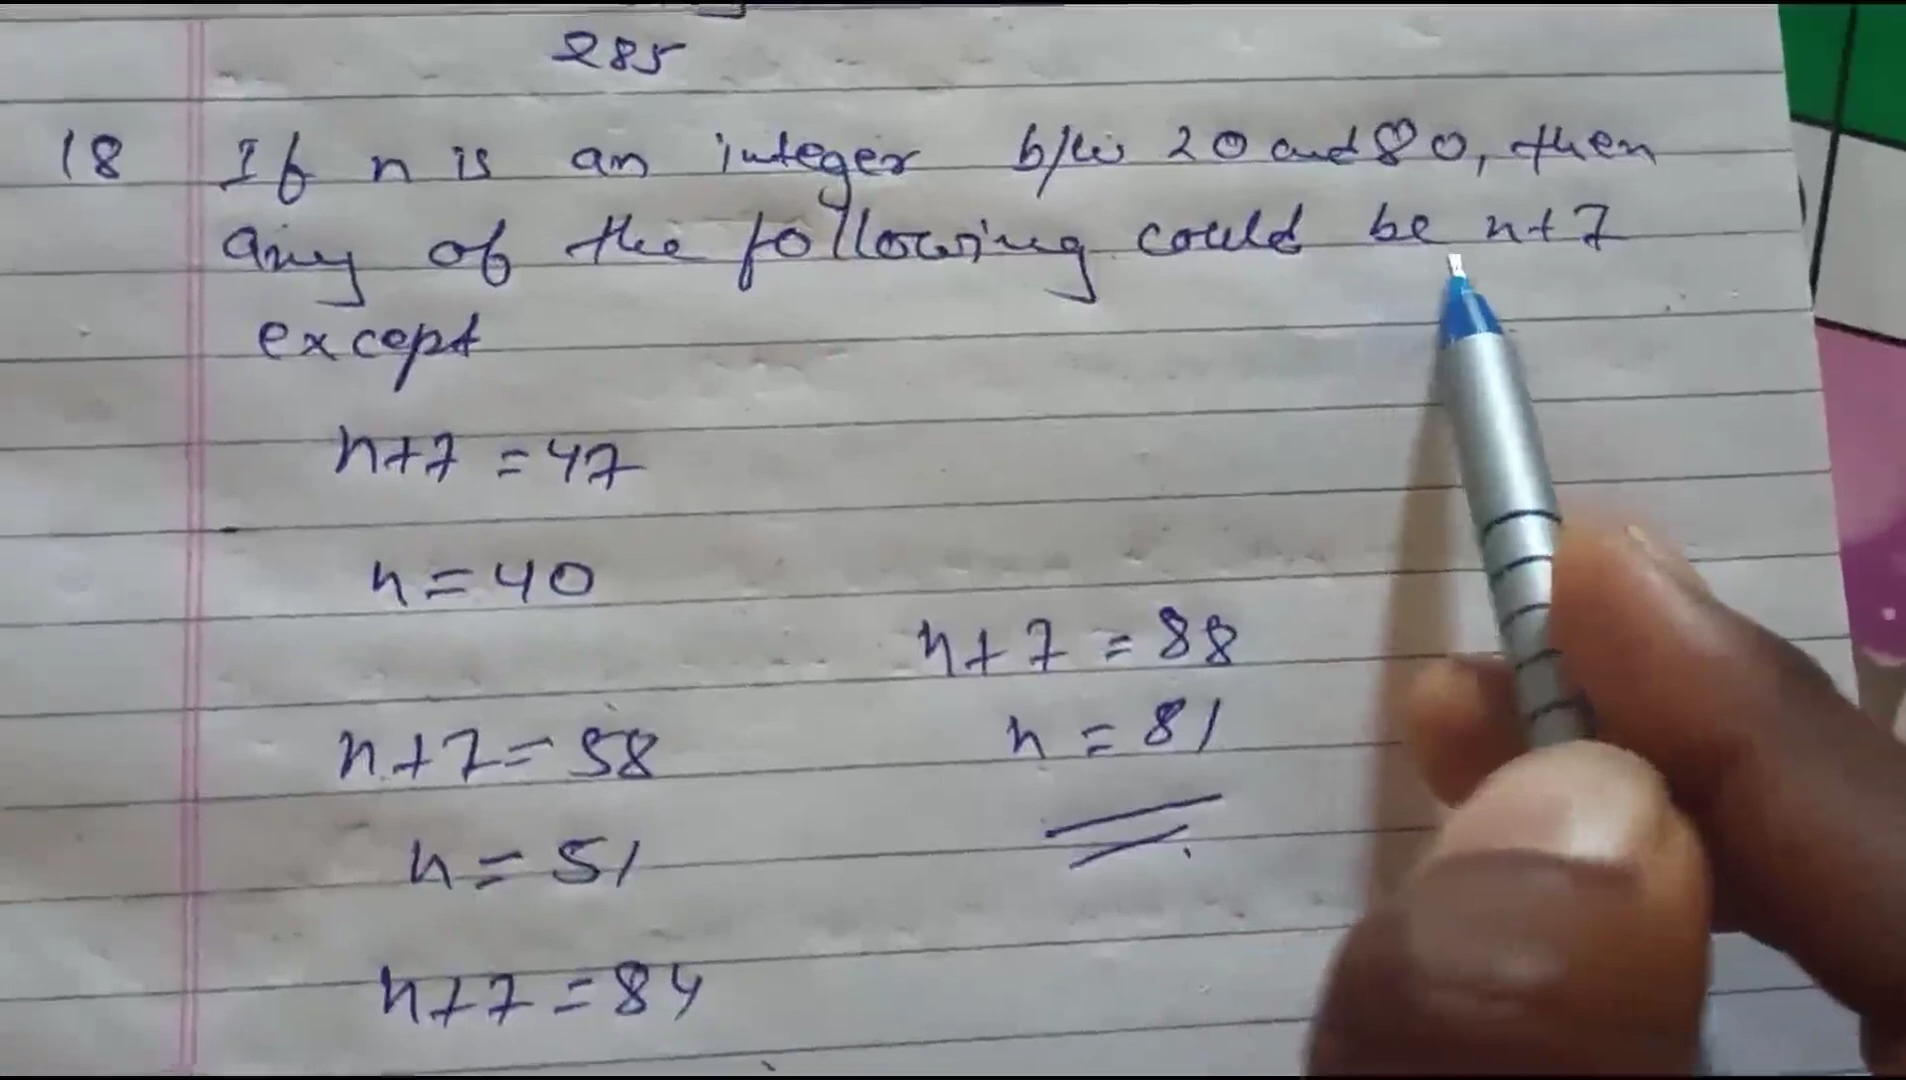 285
18 If n is an integer b/w 20 and 80, then
any of the following could be n+7
except
n+7 = 47
n = 40
n+7 = 88
n+7 = 58
n = 81
n = 51
n+7 = 84